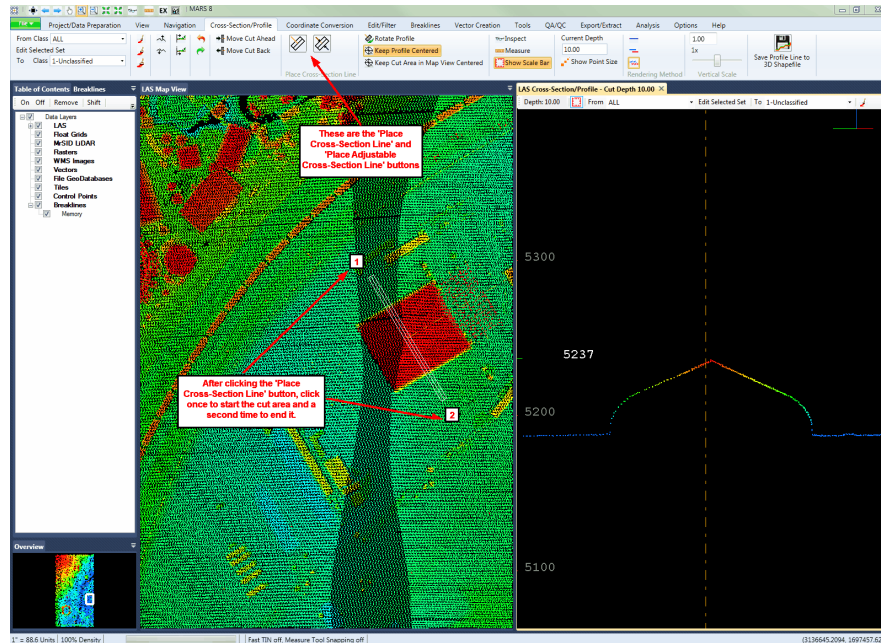 EX | MARS 8
File Project/Data Preparation View Navigation Cross-Section/Profile Coordinate Conversion Edit/Filter Breaklines Vector Creation Tools QA/QC Export/Extract Analysis Options Help
From Class ALL
Edit Selected Set
To Class 1-Unclassified
Move Cut Ahead
Move Cut Back
Place Cross-Section Line
Rotate Profile
Keep Profile Centered
Keep Cut Area in Map View Centered
Inspect
Measure
Show Scale Bar
Current Depth
10.00
Show Point Size
Rendering Method
1.00
1x
Vertical Scale
Save Profile Line to
3D Shapefile
Table of Contents Breaklines
On Off Remove Shift
Data Layers
LAS
Float Grids
MrSID LiDAR
Rasters
WMS Images
Vectors
File GeoDatabases
Tiles
Control Points
Breaklines
Memory
Overview
LAS Map View
These are the 'Place
Cross-Section Line' and
'Place Adjustable
Cross-Section Line' buttons
1
After clicking the 'Place
Cross-Section Line' button, click
once to start the cut area and a
second time to end it.
2
LAS Cross-Section/Profile - Cut Depth 10.00
Depth: 10.00 From ALL Edit Selected Set To 1-Unclassified
5300
5237
5200
5100
1" = 88.6 Units 100% Density Fast TIN off. Measure Tool Snapping off (3136645.2094, 1697457.62